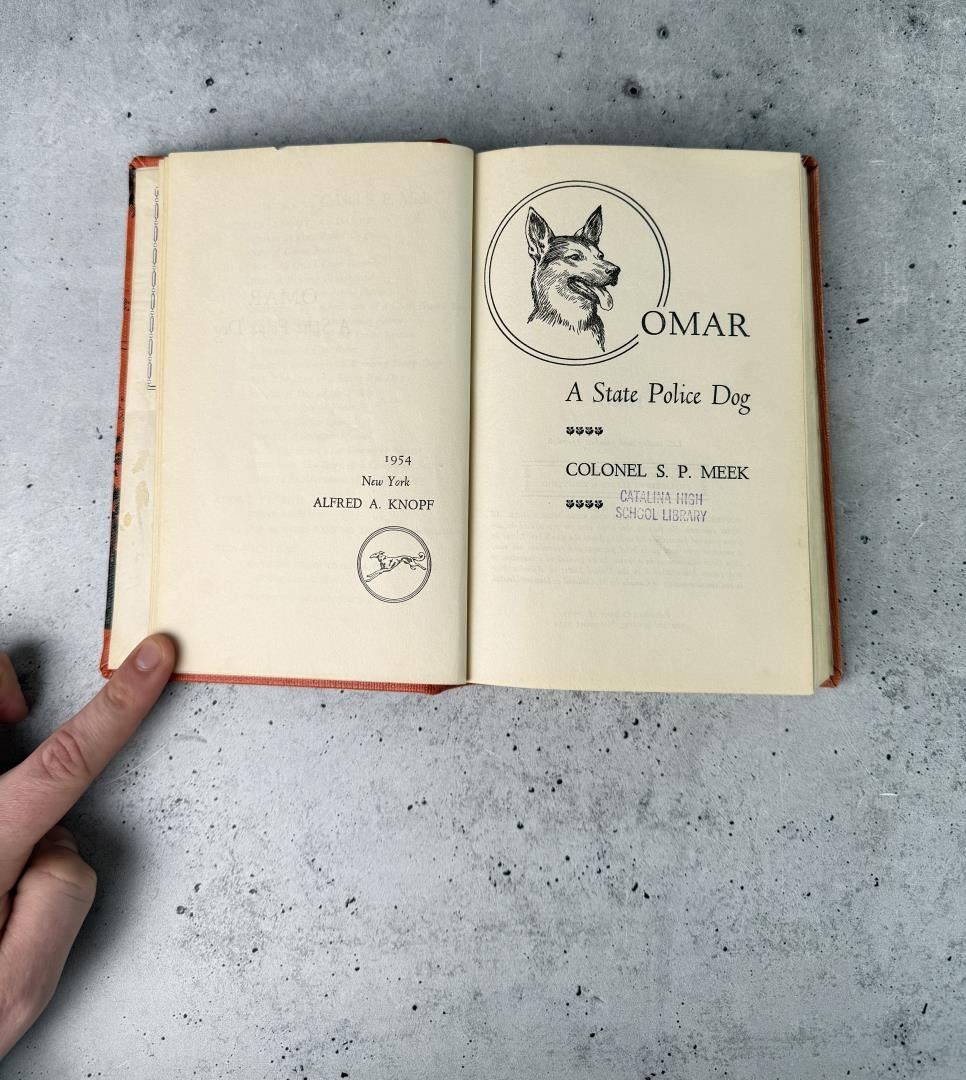 1954
New York
ALFRED A. KNOPF
OMAR
A State Police Dog
COLONEL S. P. MEEK
CATALINA HIGH
SCHOOL LIBRARY